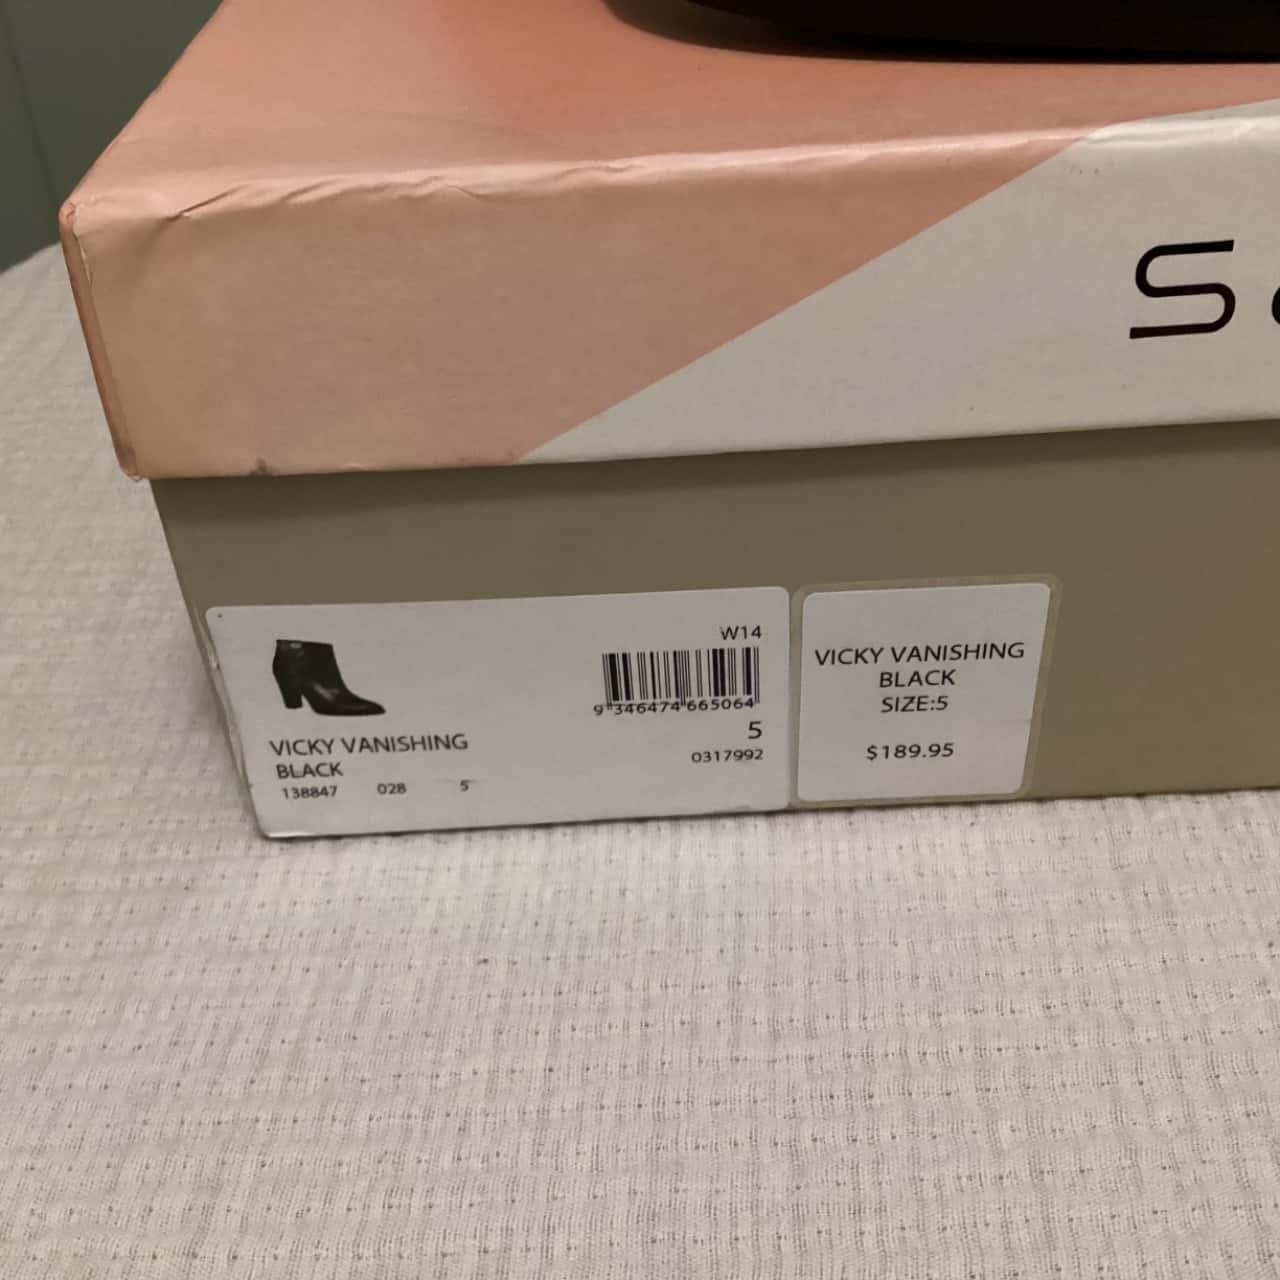 S
W14
9 346474 665064
5
0317992
VICKY VANISHING
BLACK
138847 028 5
VICKY VANISHING
BLACK
SIZE:5
$189.95